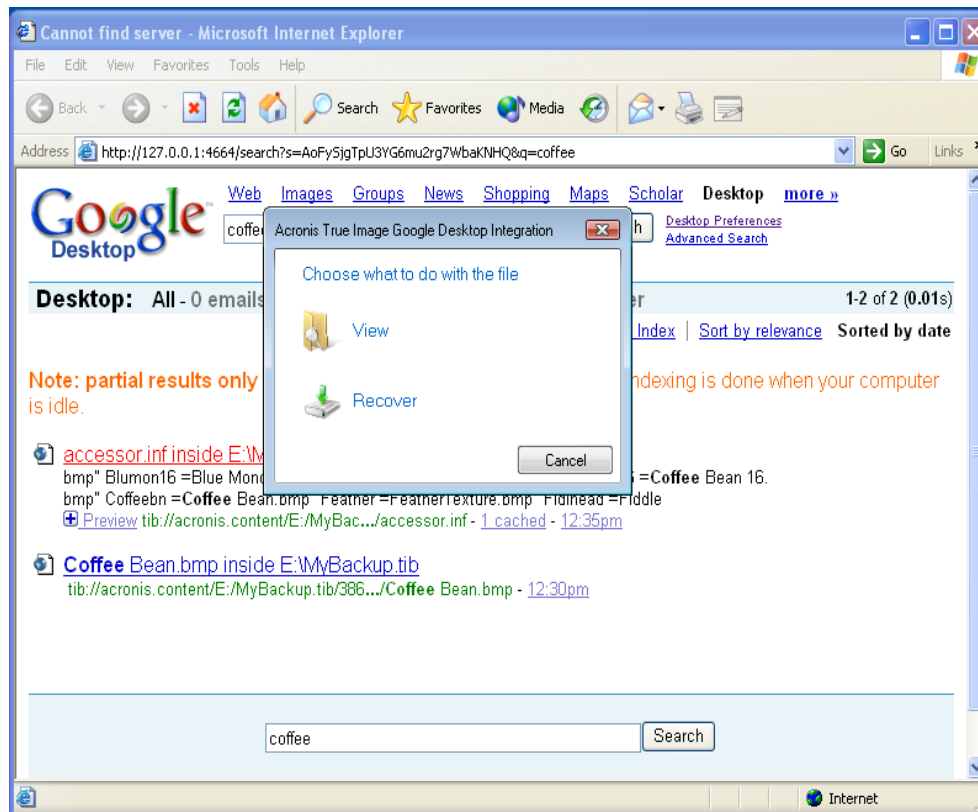 Cannot find server - Microsoft Internet Explorer
File Edit View Favorites Tools Help
Back Search Favorites Media
Address http://127.0.0.1:4664/search?s=AoFySjgTpU3YG6mu2rg7WbaKNHQ&q=coffee Go Links
Web Images Groups News Shopping Maps Scholar Desktop more »
Google™
Desktop
Desktop Preferences
Advanced Search
Acronis True Image Google Desktop Integration
Choose what to do with the file
View
Recover
Cancel
Desktop: All - 0 emails 1-2 of 2 (0.01s)
Index | Sort by relevance Sorted by date
Note: partial results only indexing is done when your computer
is idle.
accessor.inf inside E:\M
bmp" Blumon16 =Blue Mon =Coffee Bean 16.
bmp" Coffeebn =Coffee Bean.bmp" Feather =FeatherTexture.bmp" Fidlhead =Fiddle
Preview tib://acronis.content/E:/MyBac.../accessor.inf - 1 cached - 12:35pm
Coffee Bean.bmp inside E:\MyBackup.tib
tib://acronis.content/E:/MyBackup.tib/386.../Coffee Bean.bmp - 12:30pm
coffee Search
Internet